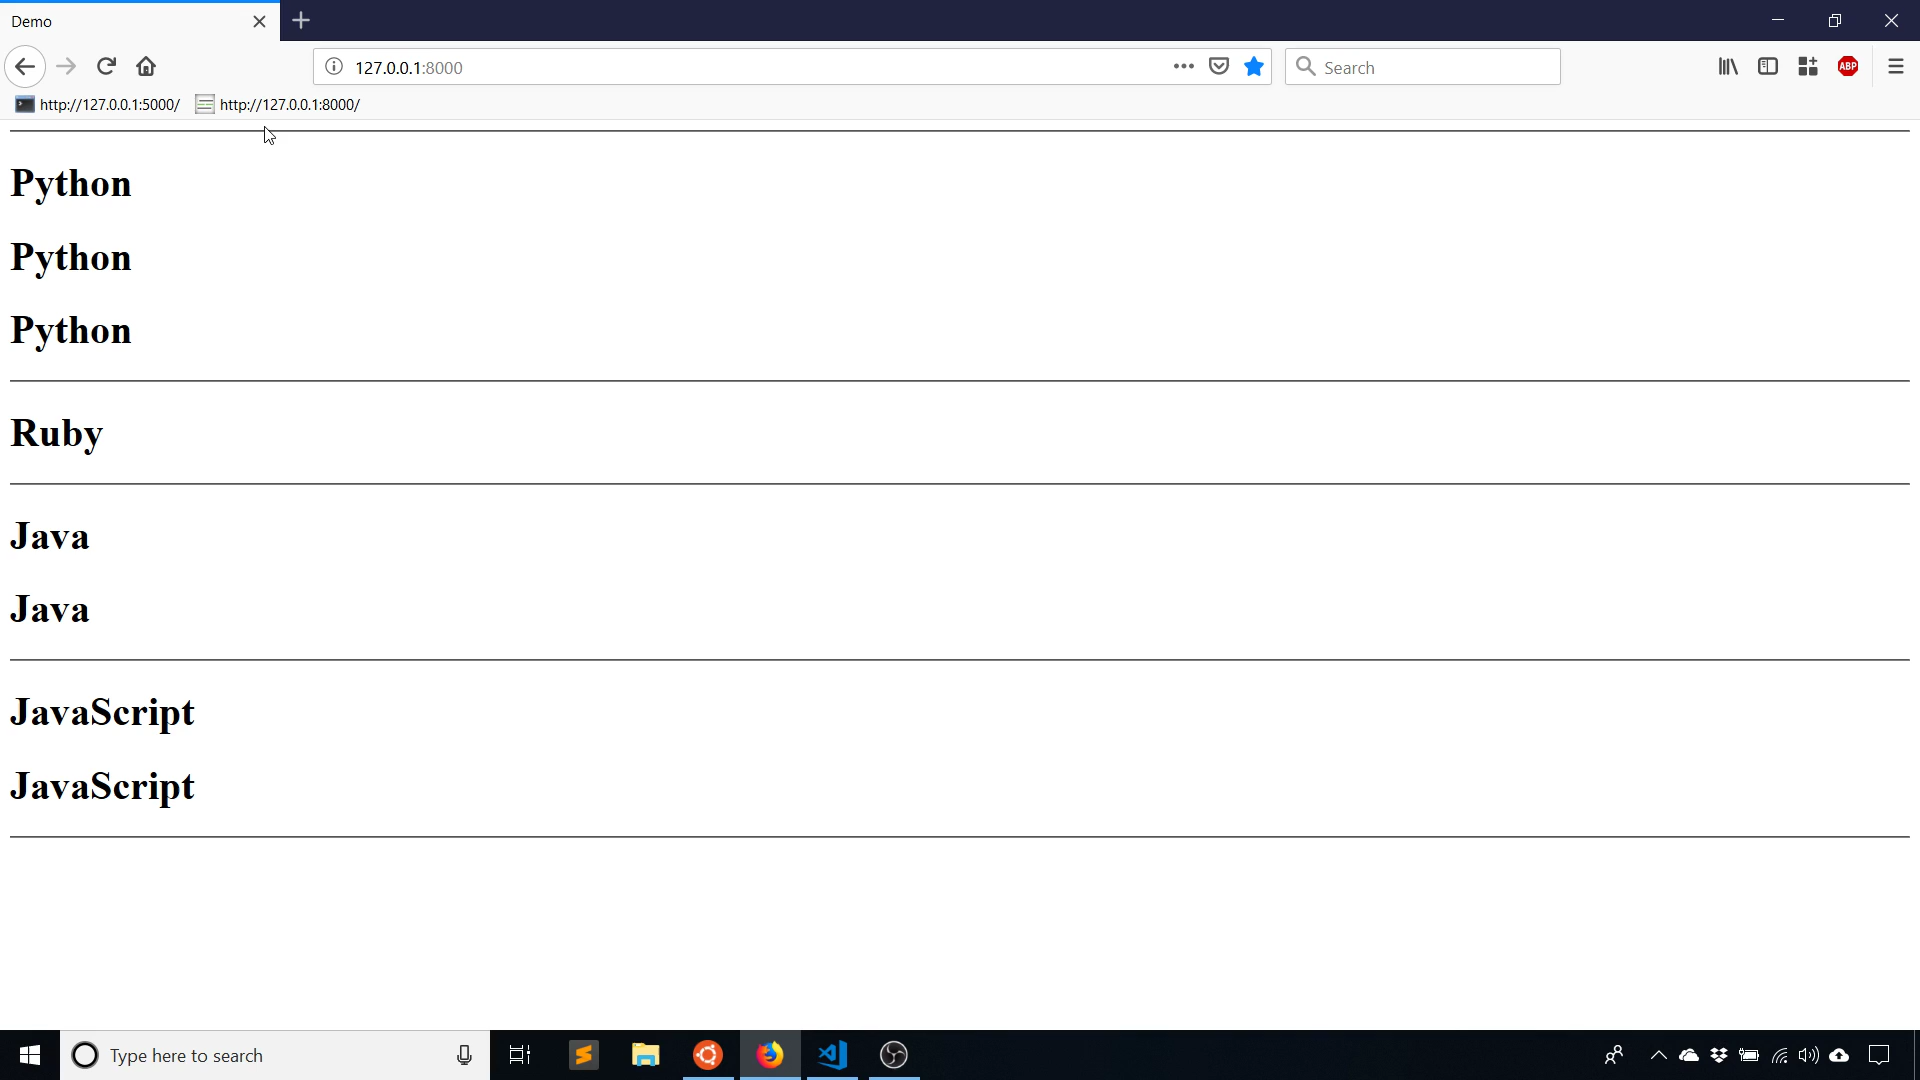 Demo
127.0.0.1:8000
Search
ABP
http://127.0.0.1:5000/
http://127.0.0.1:8000/
Python
Python
Python
Ruby
Java
Java
JavaScript
JavaScript
Type here to search